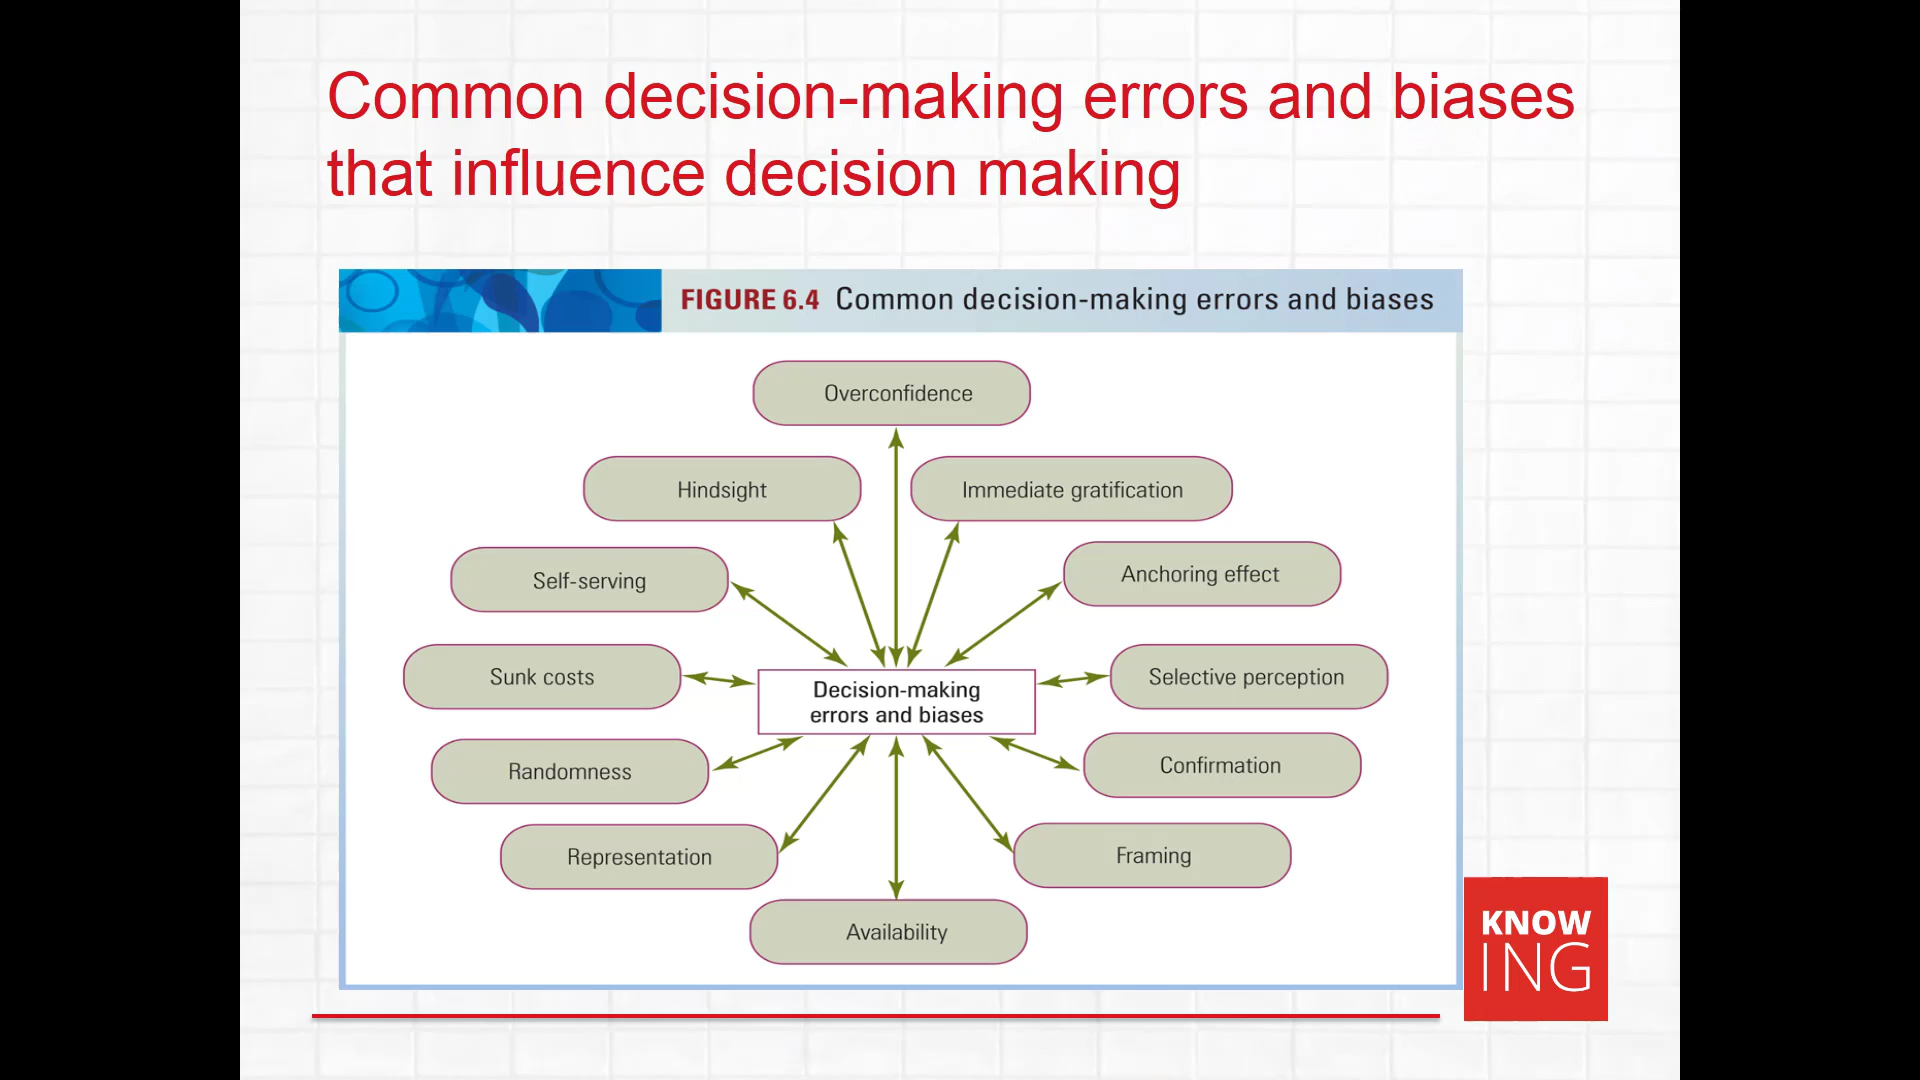 Common decision-making errors and biases
that influence decision making
FIGURE 6.4 Common decision-making errors and biases
Overconfidence
Hindsight
Immediate gratification
Self-serving
Anchoring effect
Sunk costs
Selective perception
Decision-making
errors and biases
Randomness
Confirmation
Representation
Framing
Availability
KNOW
ING